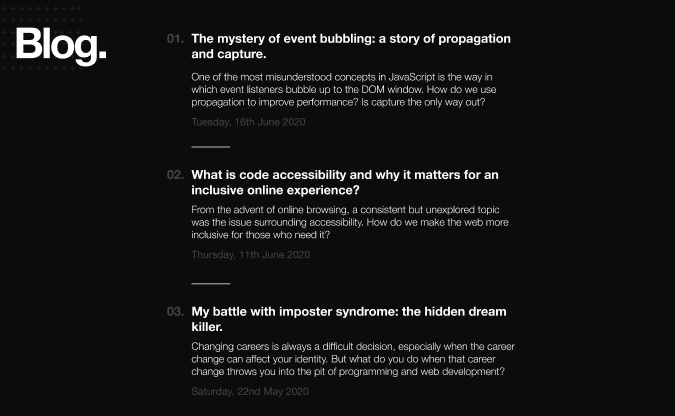 Blog.
01. The mystery of event bubbling: a story of propagation
and capture.
One of the most misunderstood concepts in JavaScript is the way in
which event listeners bubble up to the DOM window. How do we use
propagation to improve performance? Is capture the only way out?
Tuesday, 16th June 2020
02. What is code accessibility and why it matters for an
inclusive online experience?
From the advent of online browsing, a consistent but unexplored topic
was the issue surrounding accessibility. How do we make the web more
inclusive for those who need it?
Thursday, 11th June 2020
03. My battle with imposter syndrome: the hidden dream
killer.
Changing careers is always a difficult decision, especially when the career
change can affect your identity. But what do you do when that career
change throws you into the pit of programming and web development?
Saturday, 22nd May 2020